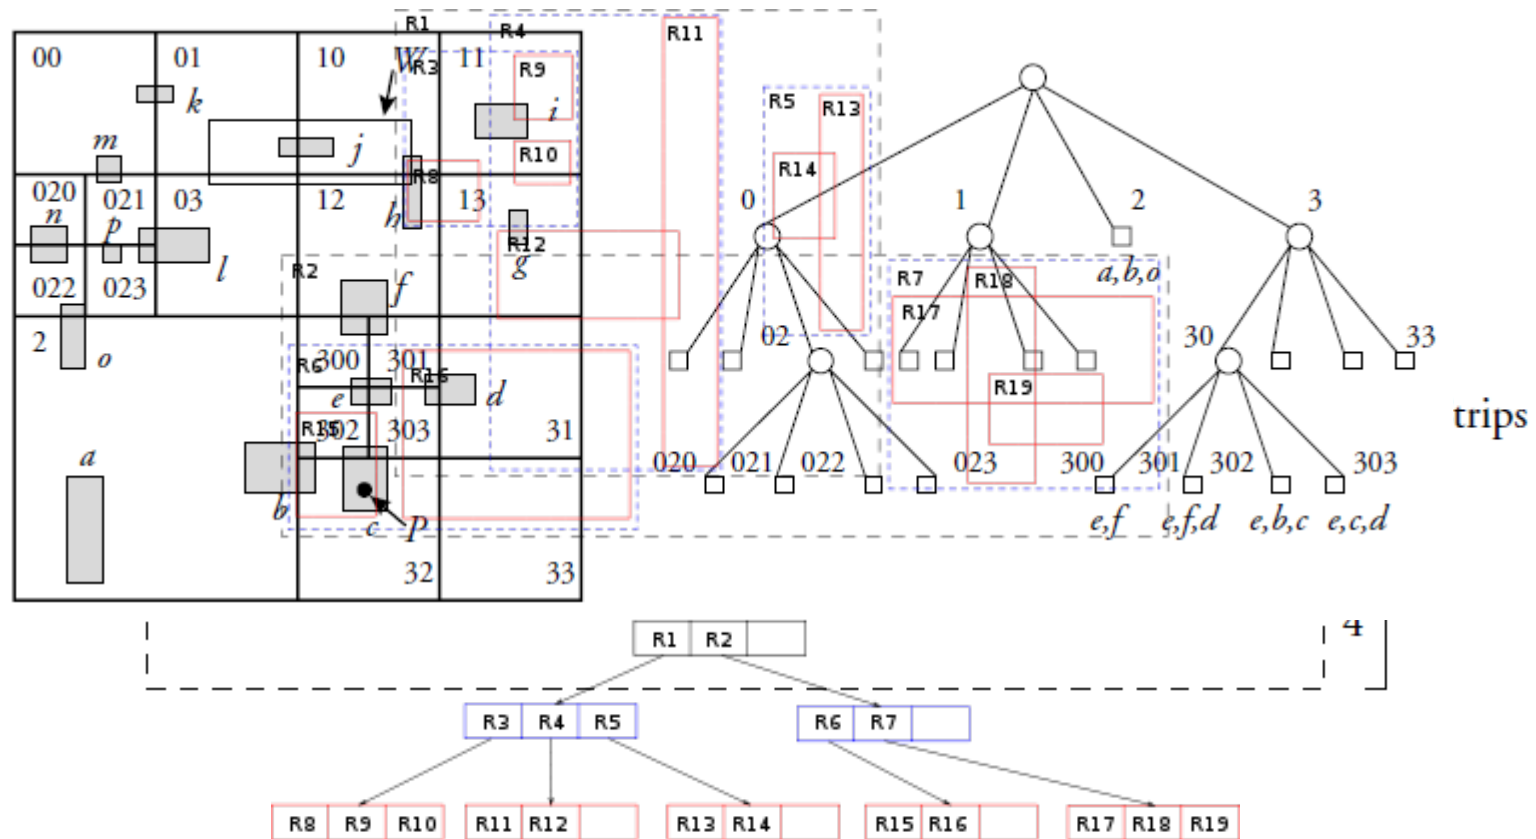 R1
R4
R11
00
01
10
W
R3
11
R9
k
i
R5
R13
m
j
R10
R14
020
021
03
12
R8
13
0
1
2
3
n
p
h
R12
g
l
R2
f
R7
R18
a,b,o
022
023
R17
2
o
300
301
02
30
33
R6
R16
e
d
R19
R15
302
303
31
trips
a
020
021
022
023
300
301
302
303
b
c
P
e,f
e,f,d
e,b,c
e,c,d
32
33
4
R1 R2
R3 R4 R5
R6 R7
R8 R9 R10
R11 R12
R13 R14
R15 R16
R17 R18 R19